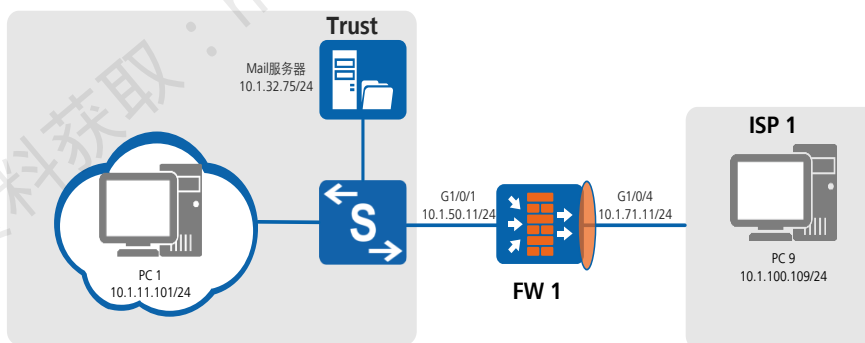 Trust
Mail服务器
10.1.32.75/24
ISP 1
S
G1/0/1
10.1.50.11/24
G1/0/4
10.1.71.11/24
PC 1
10.1.11.101/24
FW 1
PC 9
10.1.100.109/24
料获取：